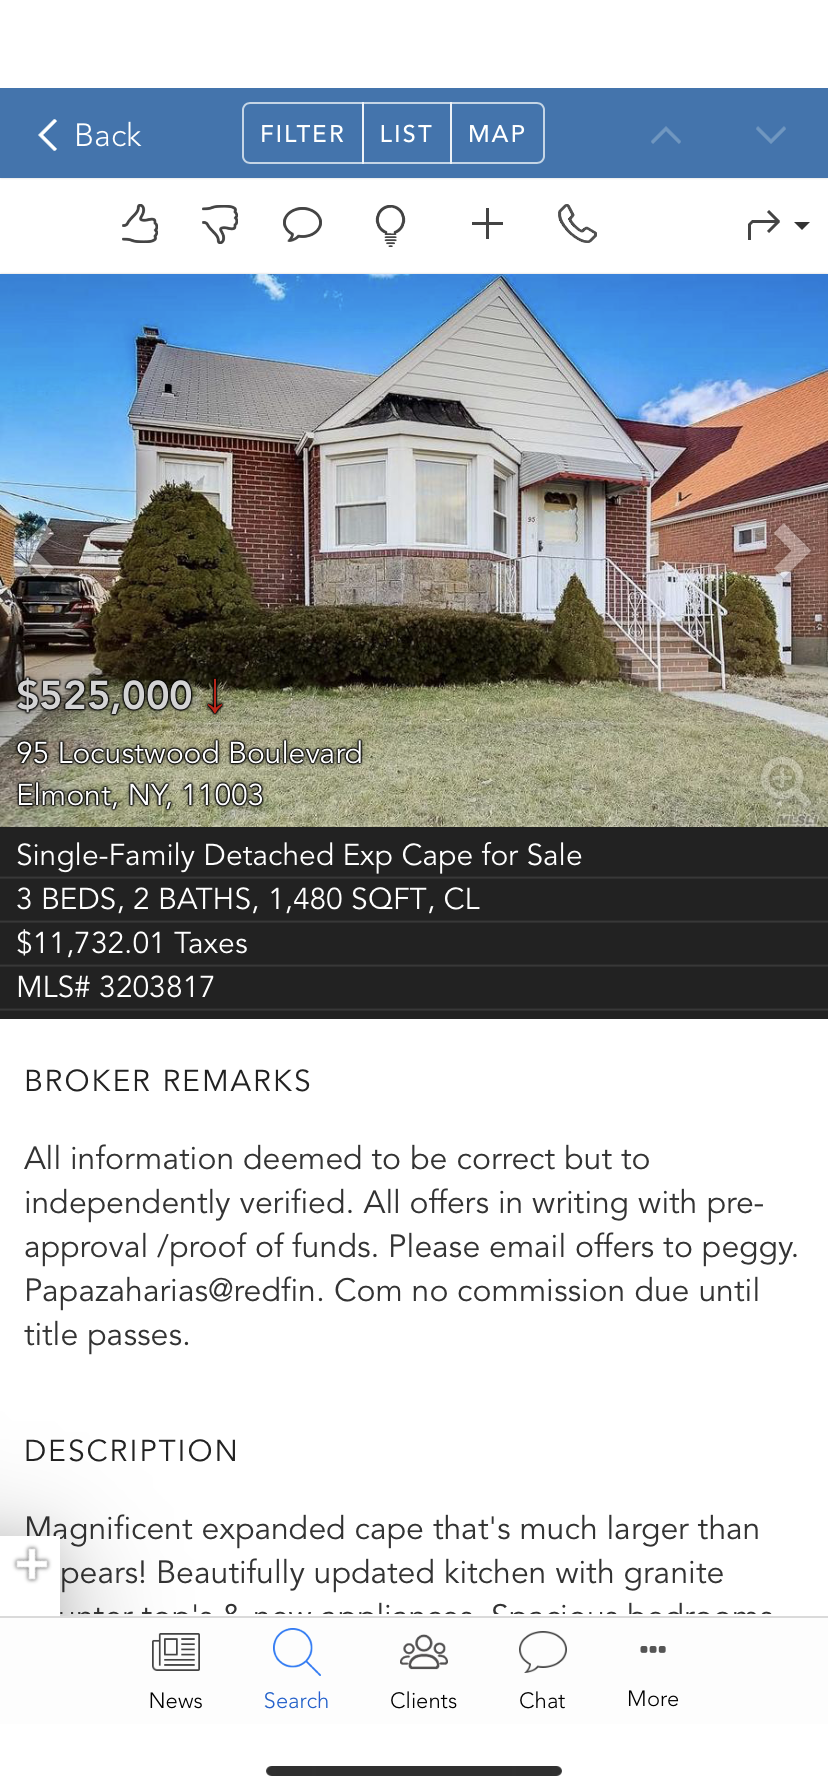 Back
FILTER
LIST
MAP
95
$525,000
95 Locustwood Boulevard
Elmont, NY, 11003
MLSLI
Single-Family Detached Exp Cape for Sale
3 BEDS, 2 BATHS, 1,480 SQFT, CL
$11,732.01 Taxes
MLS# 3203817
BROKER REMARKS
All information deemed to be correct but to
independently verified. All offers in writing with pre-
approval /proof of funds. Please email offers to peggy.
Papazaharias@redfin. Com no commission due until
title passes.
DESCRIPTION
Magnificent expanded cape that's much larger than
pears! Beautifully updated kitchen with granite
News
Search
Clients
Chat
More